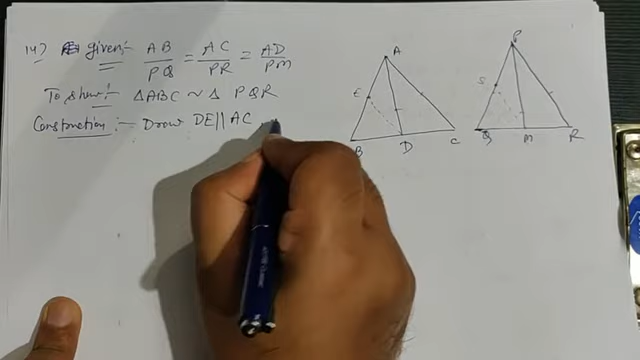 14) given:- AB/PQ = AC/PR = AD/PM
To show:- ΔABC ~ Δ PQR
Construction:- Draw DE||AC
A
E
B D C
P
S
Q M R